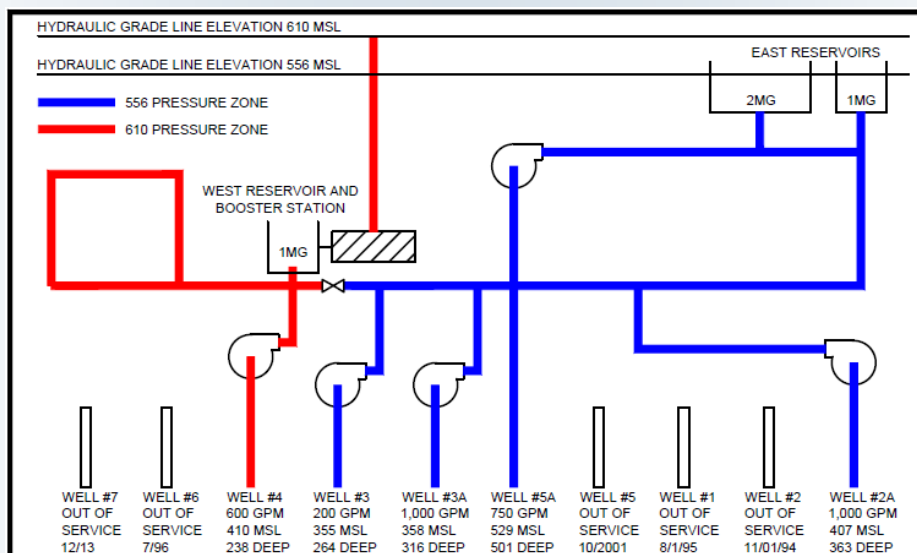 HYDRAULIC GRADE LINE ELEVATION 610 MSL
EAST RESERVOIRS
HYDRAULIC GRADE LINE ELEVATION 556 MSL
2MG
1MG
556 PRESSURE ZONE
610 PRESSURE ZONE
WEST RESERVOIR AND
BOOSTER STATION
1MG
WELL #7
OUT OF
SERVICE
12/13
WELL #6
OUT OF
SERVICE
7/96
WELL #4
600 GPM
410 MSL
238 DEEP
WELL #3
200 GPM
355 MSL
264 DEEP
WELL #3A
1,000 GPM
358 MSL
316 DEEP
WELL #5A
750 GPM
529 MSL
501 DEEP
WELL #5
OUT OF
SERVICE
10/2001
WELL #1
OUT OF
SERVICE
8/1/95
WELL #2
OUT OF
SERVICE
11/01/94
WELL #2A
1,000 GPM
407 MSL
363 DEEP